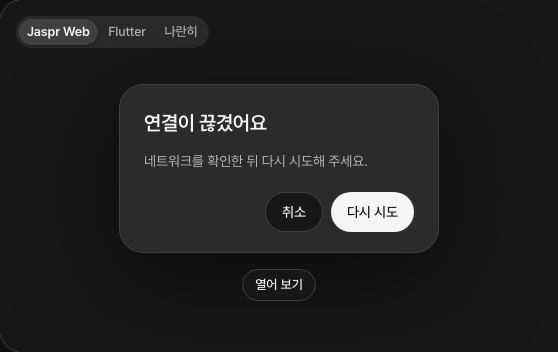 Jaspr Web Flutter 나란히
연결이 끊겼어요
네트워크를 확인한 뒤 다시 시도해 주세요.
취소 다시 시도
열어 보기